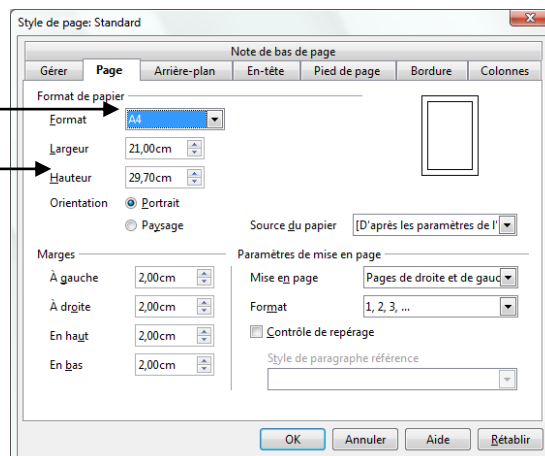 Style de page: Standard
Note de bas de page
Gérer Page Arrière-plan En-tête Pied de page Bordure Colonnes
Format de papier
Format A4
Largeur 21,00cm
Hauteur 29,70cm
Orientation Portrait
Paysage Source du papier [D'après les paramètres de l'
Marges Paramètres de mise en page
À gauche 2,00cm Mise en page Pages de droite et de gauc
À droite 2,00cm Format 1, 2, 3, ...
En haut 2,00cm Contrôle de repérage
En bas 2,00cm Style de paragraphe référence
OK Annuler Aide Rétablir